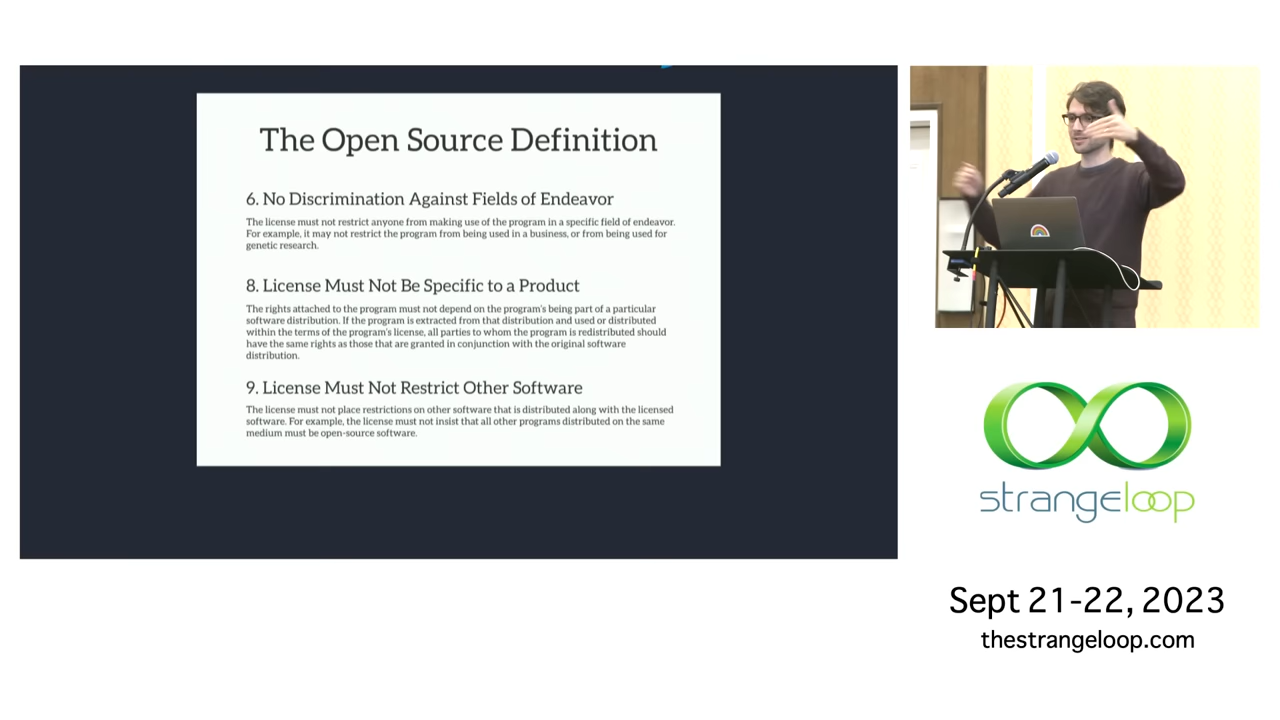 The Open Source Definition
6. No Discrimination Against Fields of Endeavor
The license must not restrict anyone from making use of the program in a specific field of endeavor.
For example, it may not restrict the program from being used in a business, or from being used for
genetic research.
8. License Must Not Be Specific to a Product
The rights attached to the program must not depend on the program's being part of a particular
software distribution. If the program is extracted from that distribution and used or distributed
within the terms of the program's license, all parties to whom the program is redistributed should
have the same rights as those that are granted in conjunction with the original software
distribution.
9. License Must Not Restrict Other Software
The license must not place restrictions on other software that is distributed along with the licensed
software. For example, the license must not insist that all other programs distributed on the same
medium must be open-source software.
strangeloop
Sept 21-22, 2023
thestrangeloop.com